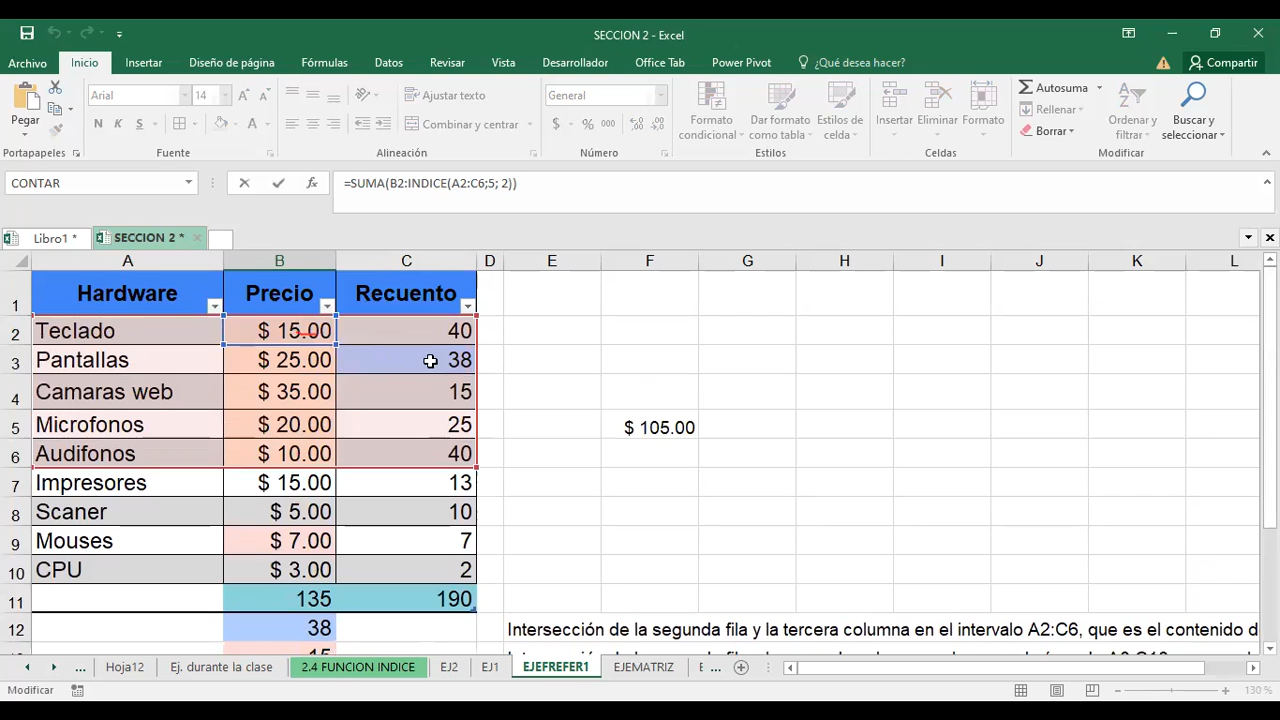 SECCION 2 - Excel
Archivo Inicio Insertar Diseño de página Fórmulas Datos Revisar Vista Desarrollador Office Tab Power Pivot ¿Qué desea hacer? Compartir
Pegar
Arial 14 A A
N K S A
Ajustar texto
Combinar y centrar
General
$ % 000
Formato condicional
Dar formato como tabla
Estilos de celda
Insertar Eliminar Formato
Autosuma
Rellenar
Borrar
Ordenar y filtrar
Buscar y seleccionar
Portapapeles Fuente Alineación Número Estilos Celdas Modificar
CONTAR fx =SUMA(B2:INDICE(A2:C6;5; 2))
Libro1 * SECCION 2 *
A B C D E F G H I J K L
1 Hardware Precio Recuento
2 Teclado $ 15.00 40
3 Pantallas $ 25.00 38
4 Camaras web $ 35.00 15
5 Microfonos $ 20.00 25 $ 105.00
6 Audifonos $ 10.00 40
7 Impresores $ 15.00 13
8 Scaner $ 5.00 10
9 Mouses $ 7.00 7
10 CPU $ 3.00 2
11 135 190
12 38 Intersección de la segunda fila y la tercera columna en el intervalo A2:C6, que es el contenido d
... Hoja12 Ej. durante la clase 2.4 FUNCION INDICE EJ2 EJ1 EJEFREFER1 EJEMATRIZ E ...
Modificar 130 %